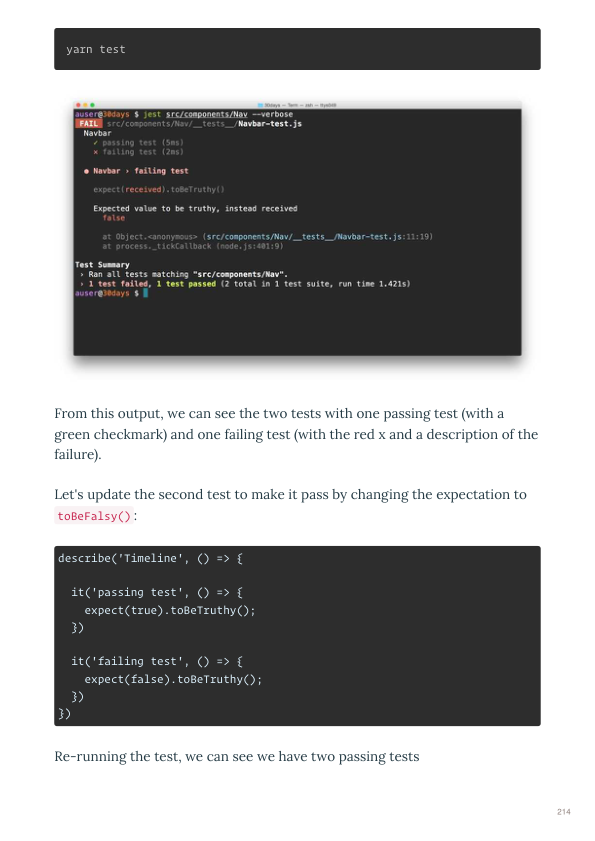 yarn test
30days — Term — zsh — byallritt
auser@30days $ jest src/components/Nav --verbose
FAIL src/components/Nav/__tests__/Navbar-test.js
Navbar
✓ passing test (5ms)
✕ failing test (2ms)
● Navbar › failing test
expect(received).toBeTruthy()
Expected value to be truthy, instead received
false
at Object.<anonymous> (src/components/Nav/__tests__/Navbar-test.js:11:19)
at process._tickCallback (node.js:401:9)
Test Summary
› Ran all tests matching "src/components/Nav".
› 1 test failed, 1 test passed (2 total in 1 test suite, run time 1.421s)
auser@30days $
From this output, we can see the two tests with one passing test (with a
green checkmark) and one failing test (with the red x and a description of the
failure).
Let's update the second test to make it pass by changing the expectation to
toBeFalsy():
describe('Timeline', () => {
it('passing test', () => {
expect(true).toBeTruthy();
})
it('failing test', () => {
expect(false).toBeTruthy();
})
})
Re-running the test, we can see we have two passing tests
214